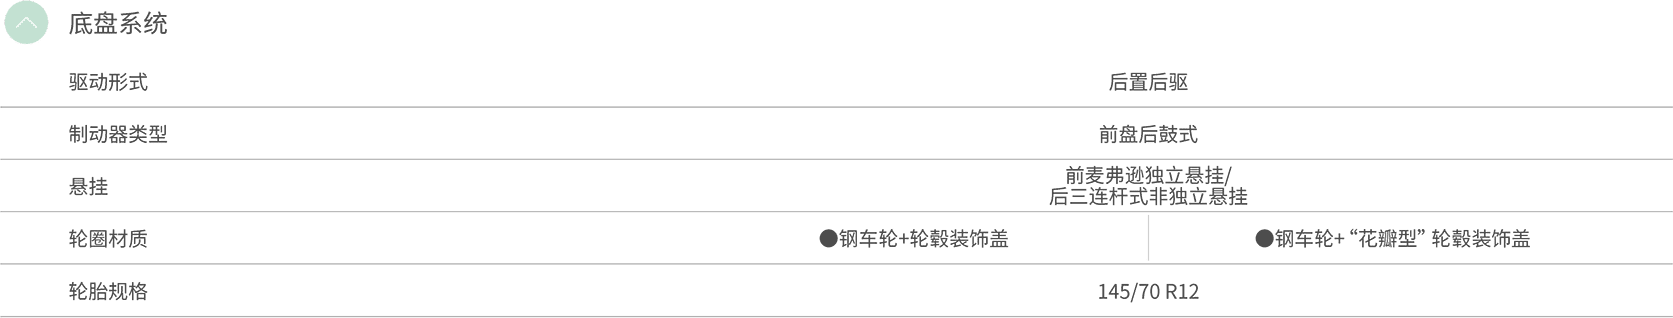 底盘系统
驱动形式 后置后驱
制动器类型 前盘后鼓式
悬挂 前麦弗逊独立悬挂/
后三连杆式非独立悬挂
轮圈材质 ●钢车轮+轮毂装饰盖 ●钢车轮+ “花瓣型” 轮毂装饰盖
轮胎规格 145/70 R12